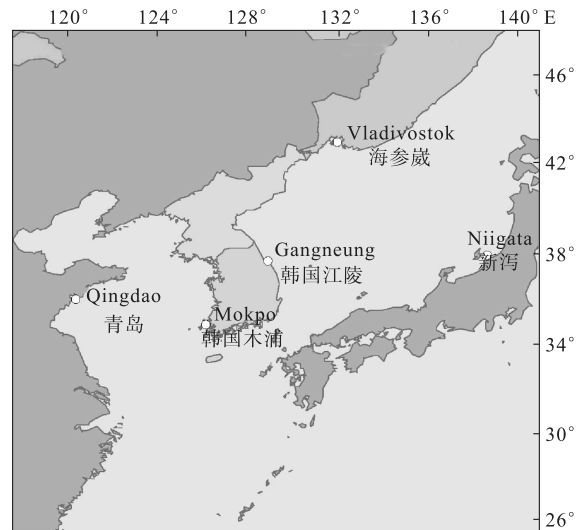 120° 124° 128° 132° 136° 140° E
46°
Vladivostok
海参崴
42°
Niigata
新泻
38°
Gangneung
韩国江陵
Qingdao
青岛
Mokpo
韩国木浦
34°
30°
26°